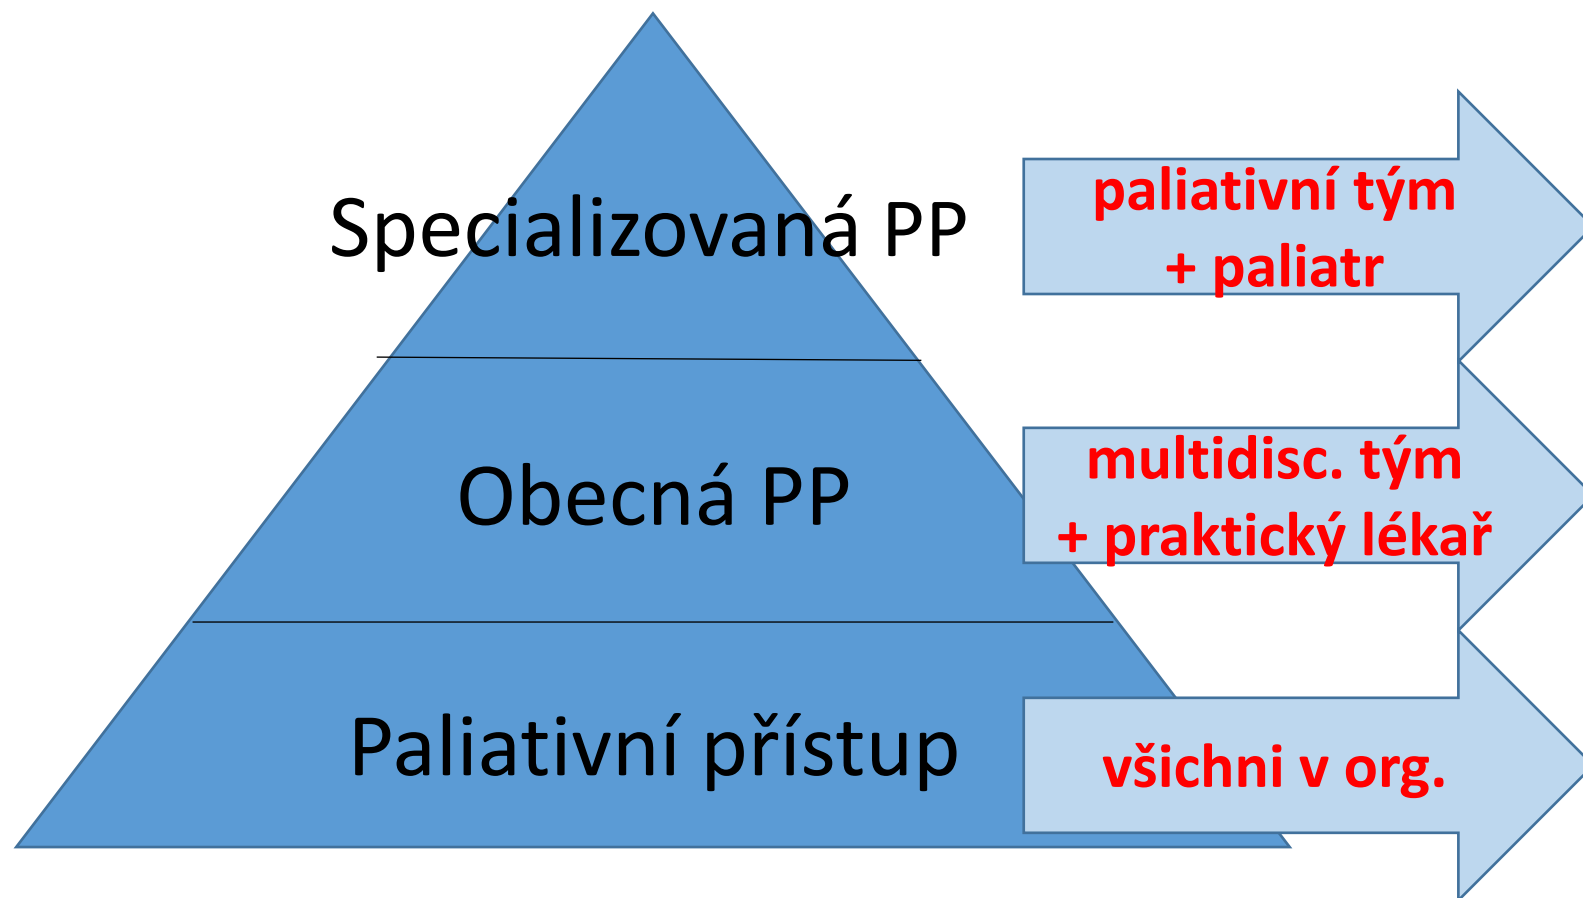 Specializovaná PP
paliativní tým
+ paliatr
Obecná PP
multidisc. tým
+ praktický lékař
Paliativní přístup
všichni v org.